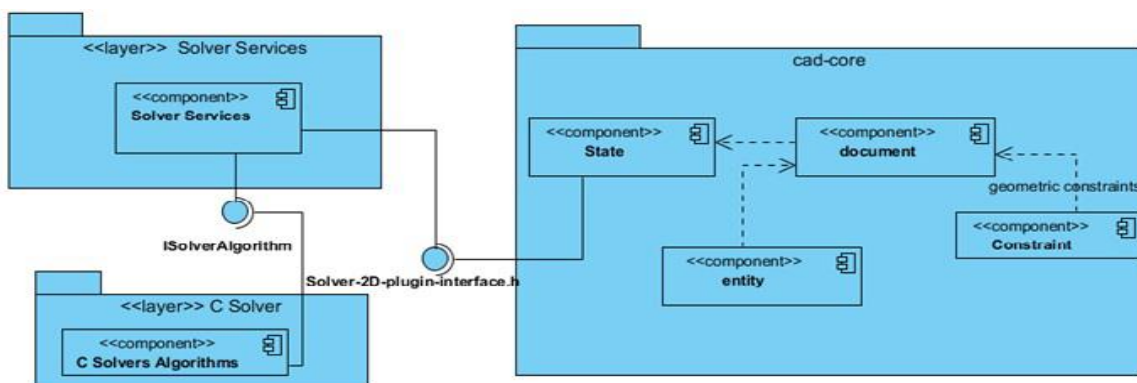 <<layer>> Solver Services
<<component>>
Solver Services
ISolverAlgorithm
<<layer>> C Solver
<<component>>
C Solvers Algorithms
Solver-2D-plugin-interface.h
cad-core
<<component>>
State
<<component>>
document
geometric constraints
<<component>>
entity
<<component>>
Constraint